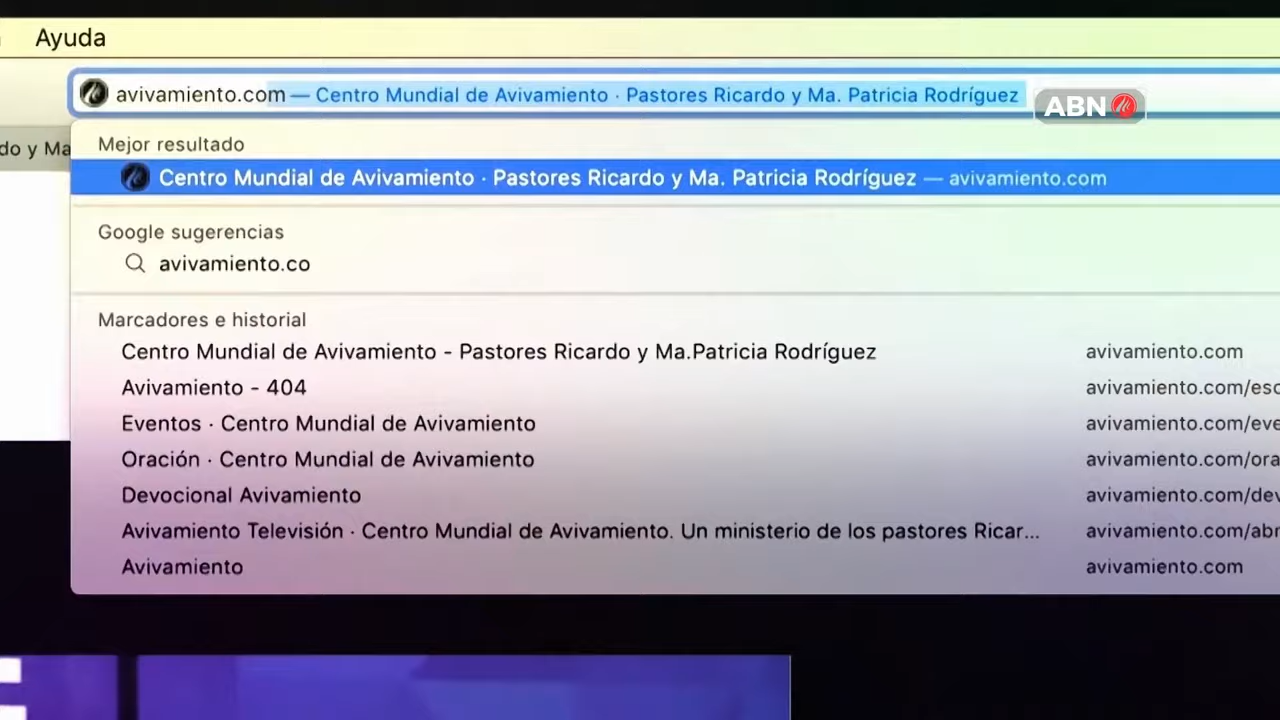 Ayuda
avivamiento.com — Centro Mundial de Avivamiento · Pastores Ricardo y Ma. Patricia Rodríguez
ABN
do y Ma
Mejor resultado
Centro Mundial de Avivamiento · Pastores Ricardo y Ma. Patricia Rodríguez — avivamiento.com
Google sugerencias
avivamiento.co
Marcadores e historial
Centro Mundial de Avivamiento - Pastores Ricardo y Ma.Patricia Rodríguez avivamiento.com
Avivamiento - 404 avivamiento.com/esc
Eventos · Centro Mundial de Avivamiento avivamiento.com/eve
Oración · Centro Mundial de Avivamiento avivamiento.com/ora
Devocional Avivamiento avivamiento.com/dev
Avivamiento Televisión · Centro Mundial de Avivamiento. Un ministerio de los pastores Ricar... avivamiento.com/abn
Avivamiento avivamiento.com